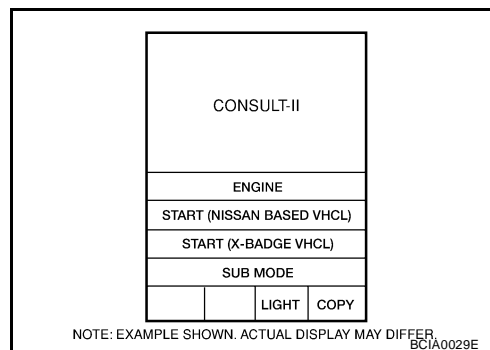 CONSULT-II
ENGINE
START (NISSAN BASED VHCL)
START (X-BADGE VHCL)
SUB MODE
LIGHT COPY
NOTE: EXAMPLE SHOWN. ACTUAL DISPLAY MAY DIFFER.
BCIA0029E